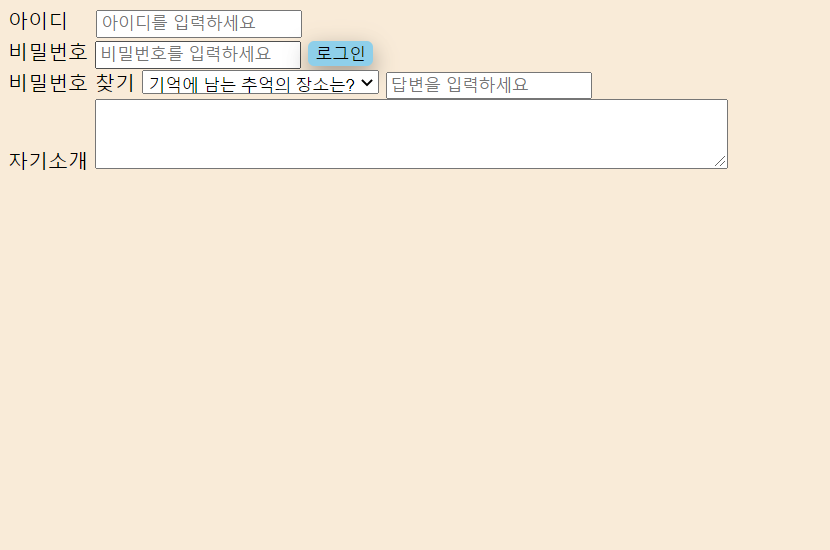 아이디 아이디를 입력하세요
비밀번호 비밀번호를 입력하세요 로그인
비밀번호 찾기 기억에 남는 추억의 장소는? 답변을 입력하세요
자기소개